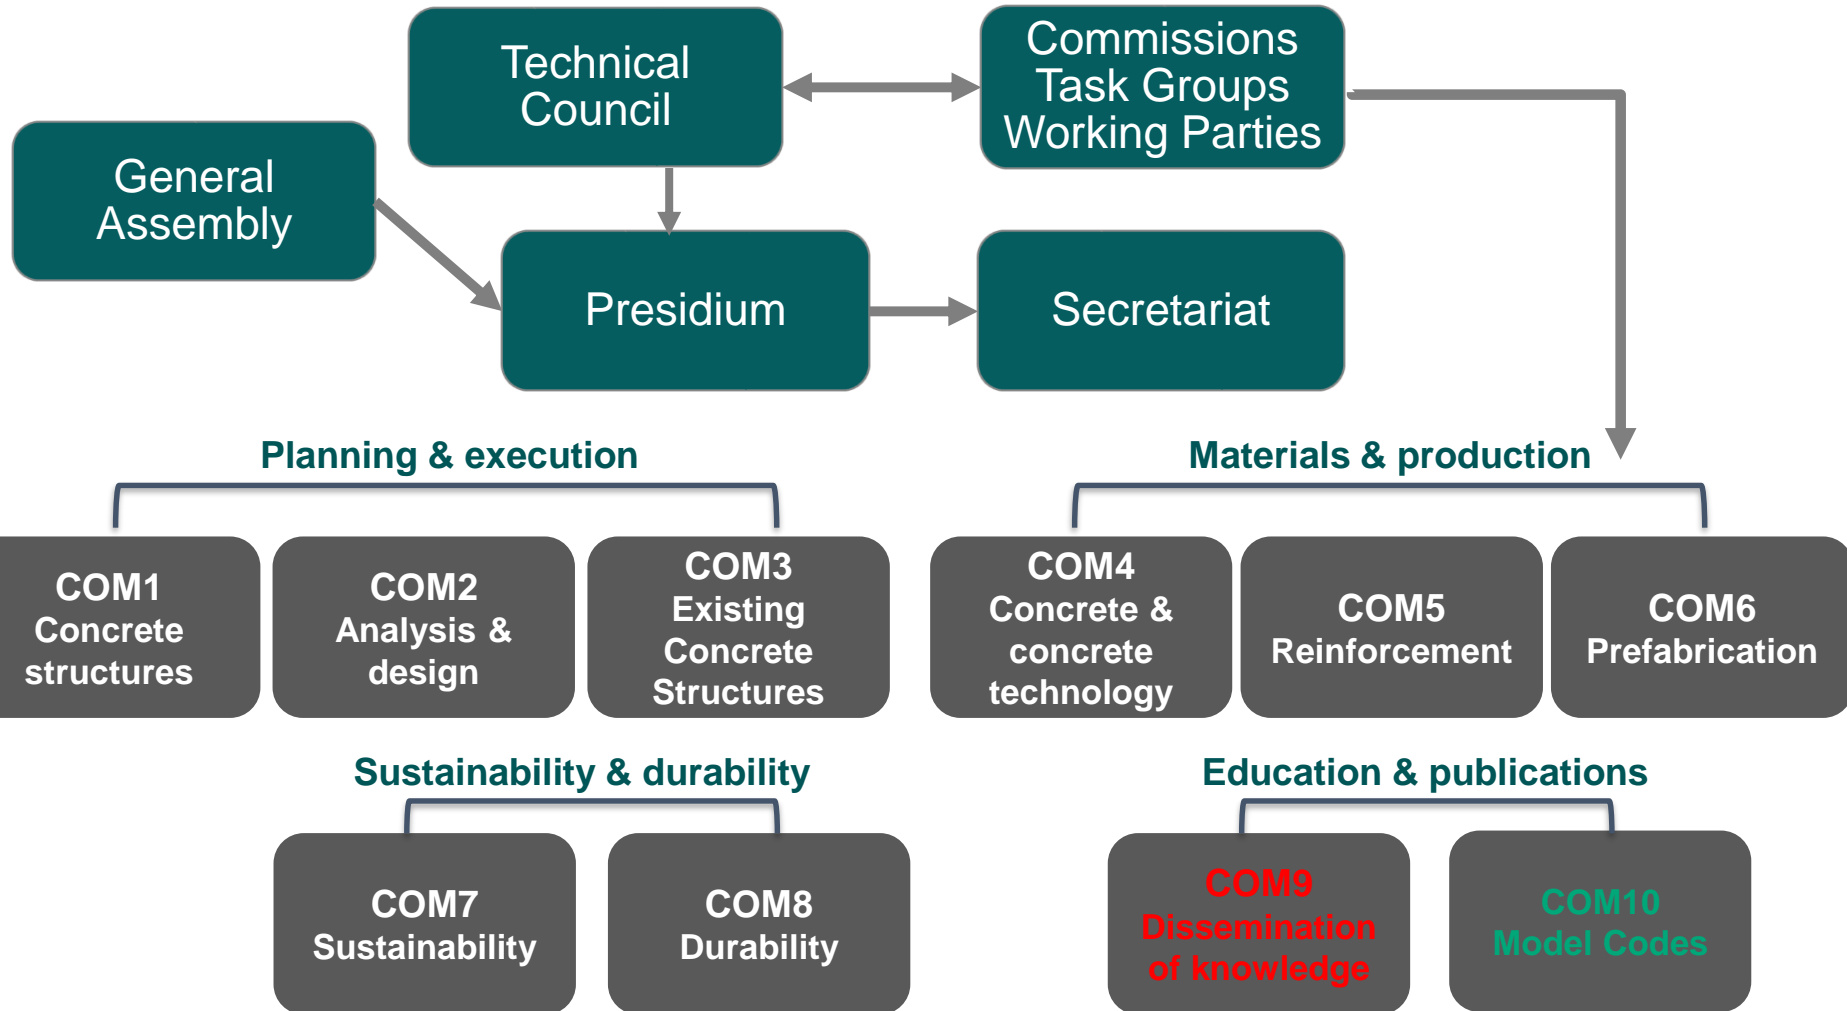 Technical
Council
Commissions
Task Groups
Working Parties
General
Assembly
Presidium
Secretariat
Planning & execution
Materials & production
COM1
Concrete
structures
COM2
Analysis &
design
COM3
Existing
Concrete
Structures
COM4
Concrete &
concrete
technology
COM5
Reinforcement
COM6
Prefabrication
Sustainability & durability
Education & publications
COM7
Sustainability
COM8
Durability
COM9
Dissemination
of knowledge
COM10
Model Codes